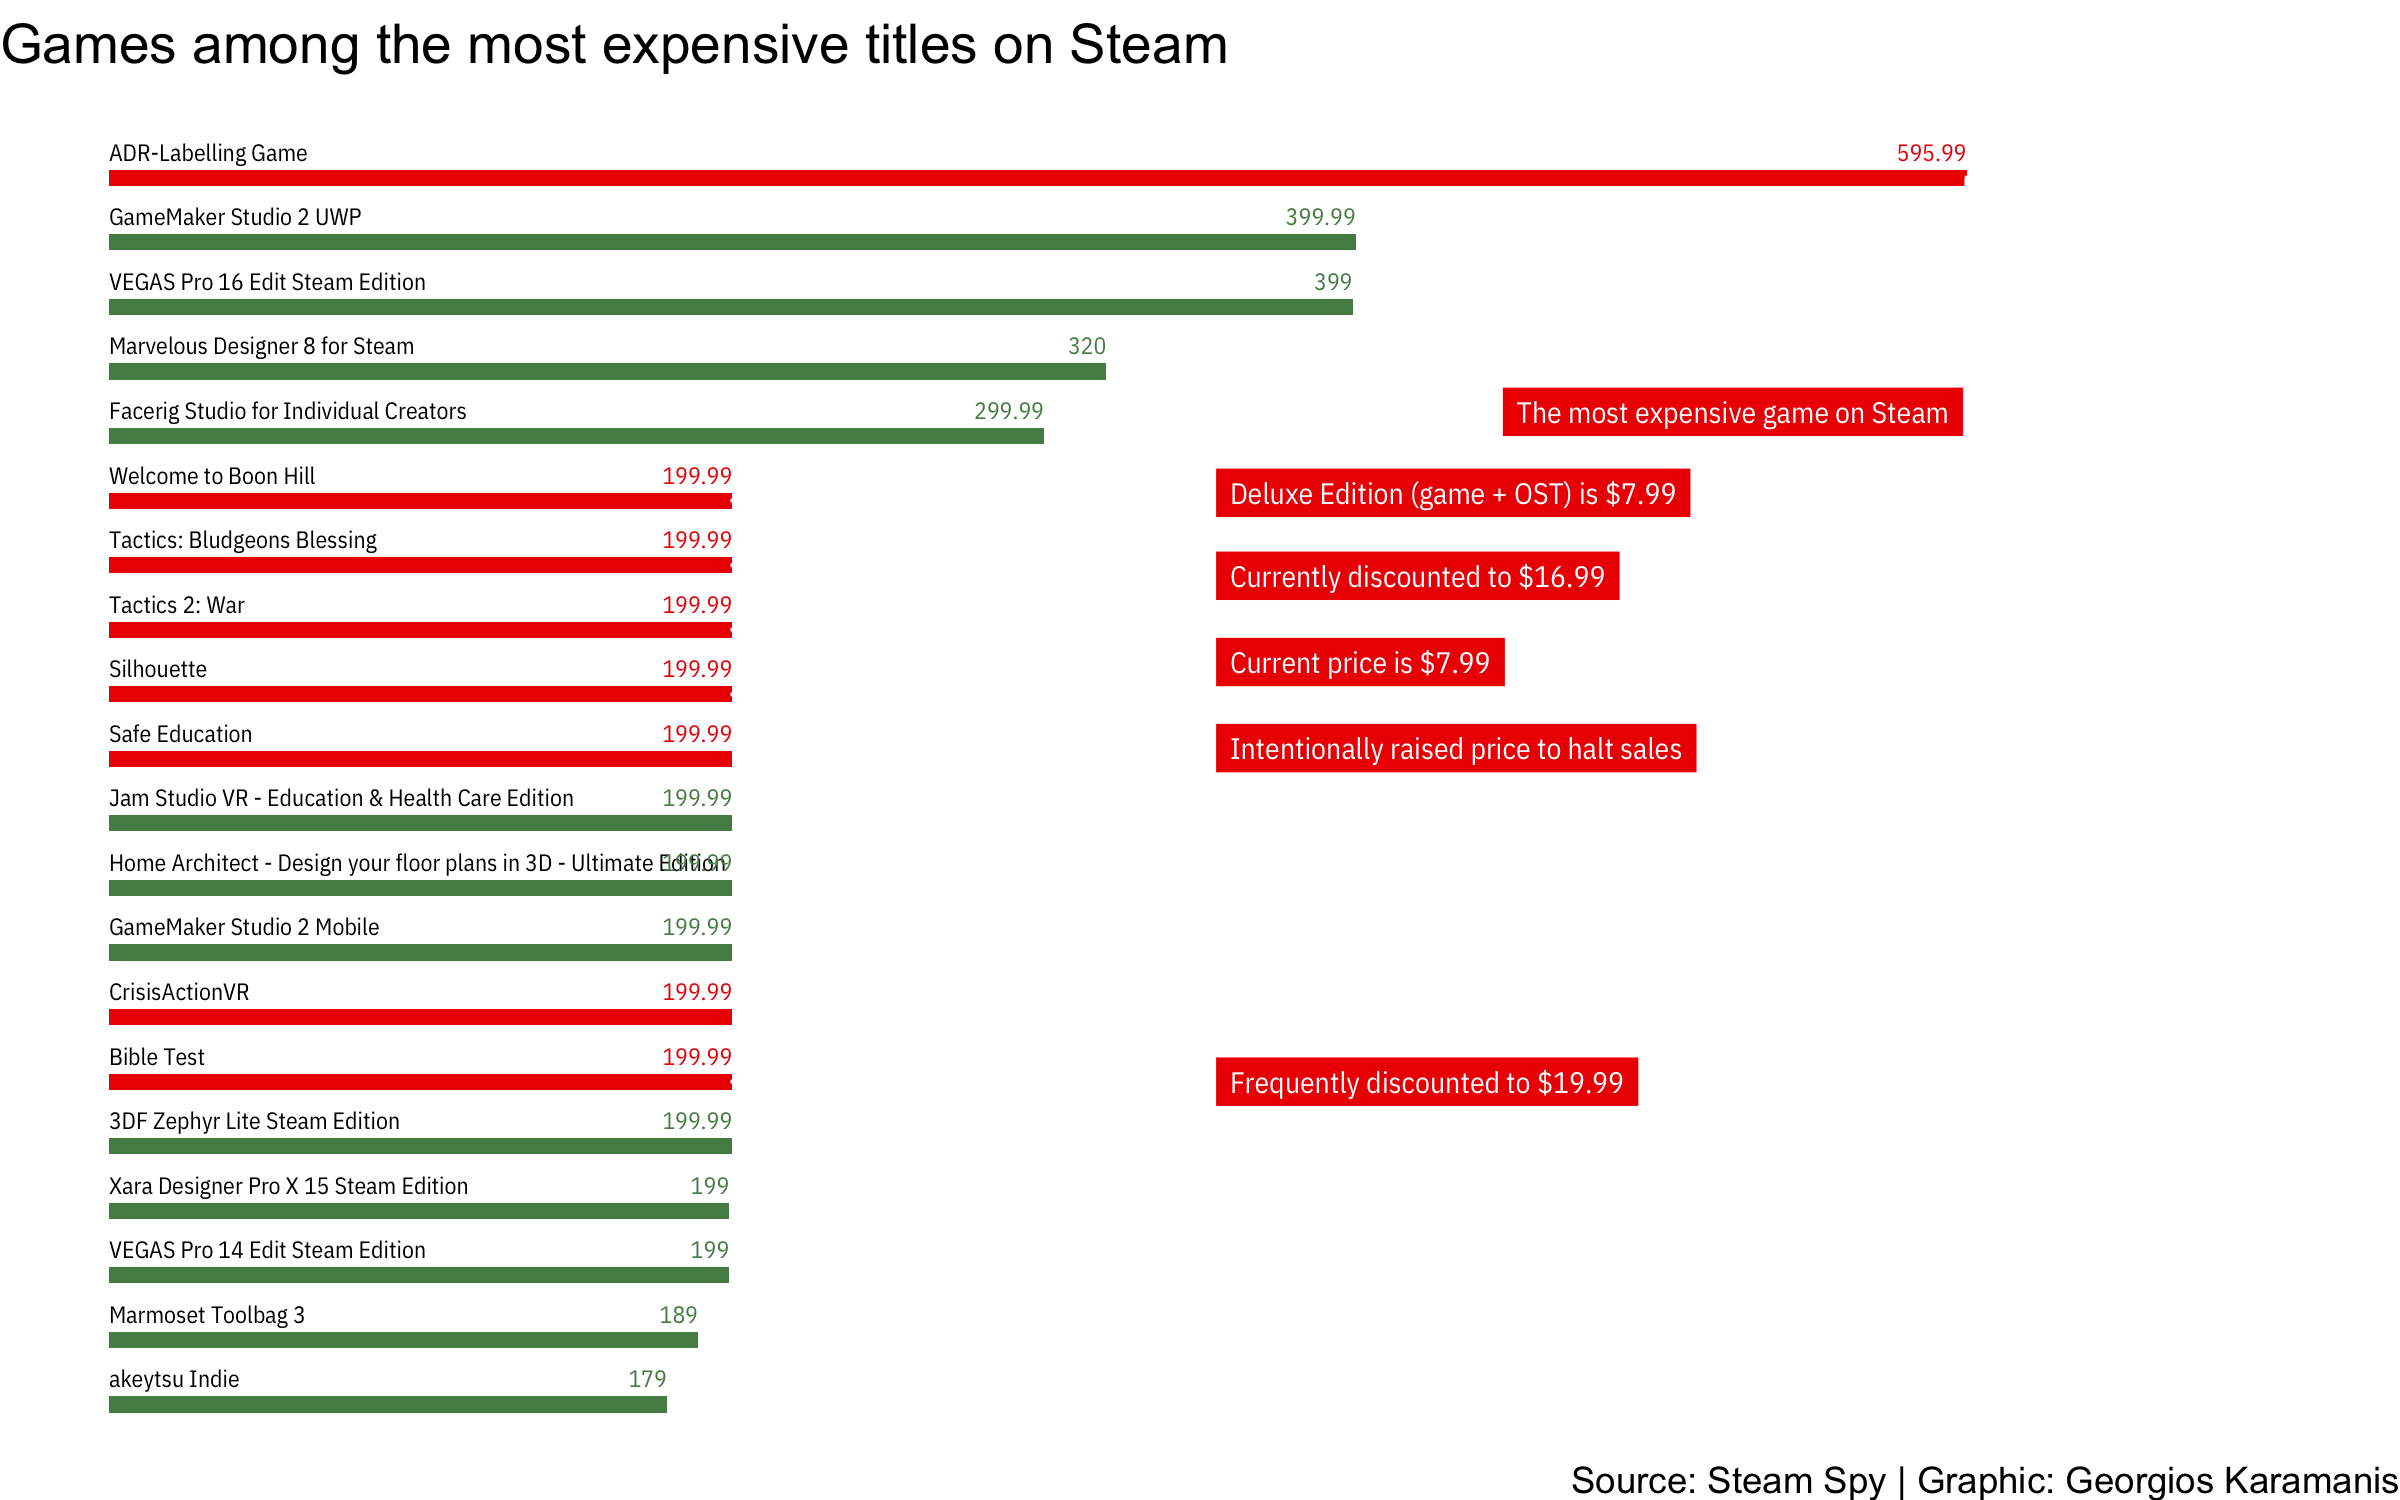 Games among the most expensive titles on Steam
ADR-Labelling Game 595.99
GameMaker Studio 2 UWP 399.99
VEGAS Pro 16 Edit Steam Edition 399
Marvelous Designer 8 for Steam 320
Facerig Studio for Individual Creators 299.99
The most expensive game on Steam
Welcome to Boon Hill 199.99
Deluxe Edition (game + OST) is $7.99
Tactics: Bludgeons Blessing 199.99
Currently discounted to $16.99
Tactics 2: War 199.99
Silhouette 199.99
Current price is $7.99
Safe Education 199.99
Intentionally raised price to halt sales
Jam Studio VR - Education & Health Care Edition 199.99
Home Architect - Design your floor plans in 3D - Ultimate Edition 199.99
GameMaker Studio 2 Mobile 199.99
CrisisActionVR 199.99
Bible Test 199.99
Frequently discounted to $19.99
3DF Zephyr Lite Steam Edition 199.99
Xara Designer Pro X 15 Steam Edition 199
VEGAS Pro 14 Edit Steam Edition 199
Marmoset Toolbag 3 189
akeytsu Indie 179
Source: Steam Spy | Graphic: Georgios Karamanis